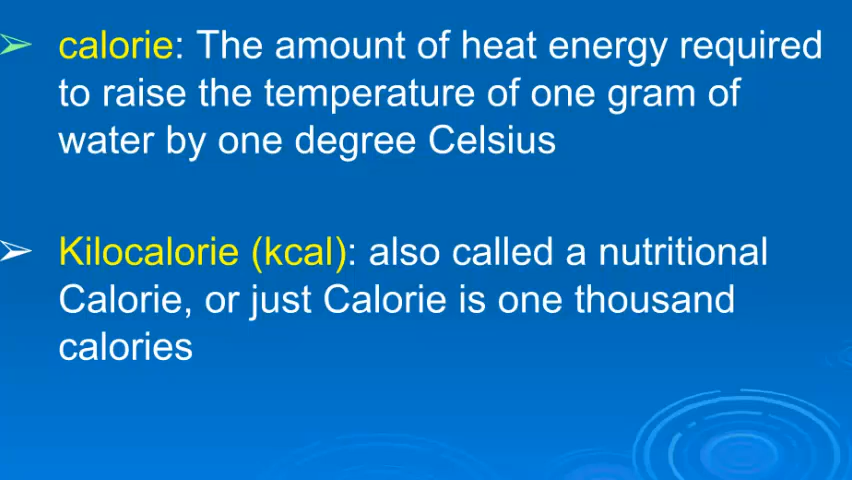 ➢ calorie: The amount of heat energy required
to raise the temperature of one gram of
water by one degree Celsius
➢ Kilocalorie (kcal): also called a nutritional
Calorie, or just Calorie is one thousand
calories